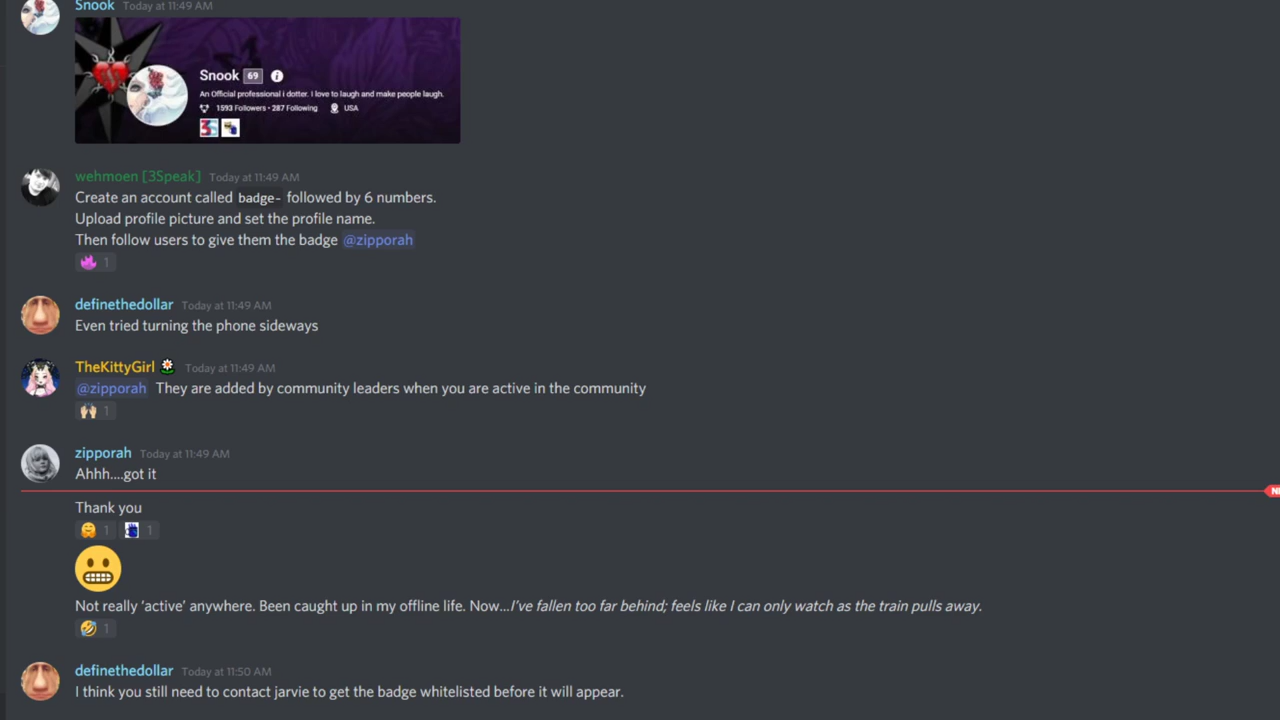 Snook Today at 11:49 AM
Snook 69
An Official professional i dotter. I love to laugh and make people laugh.
1593 Followers • 287 Following USA
wehmoen [3Speak] Today at 11:49 AM
Create an account called badge- followed by 6 numbers.
Upload profile picture and set the profile name.
Then follow users to give them the badge @zipporah
1
definethedollar Today at 11:49 AM
Even tried turning the phone sideways
TheKittyGirl Today at 11:49 AM
@zipporah They are added by community leaders when you are active in the community
1
zipporah Today at 11:49 AM
Ahhh....got it
Thank you
1 1
Not really ‘active’ anywhere. Been caught up in my offline life. Now...I’ve fallen too far behind; feels like I can only watch as the train pulls away.
1
definethedollar Today at 11:50 AM
I think you still need to contact jarvie to get the badge whitelisted before it will appear.